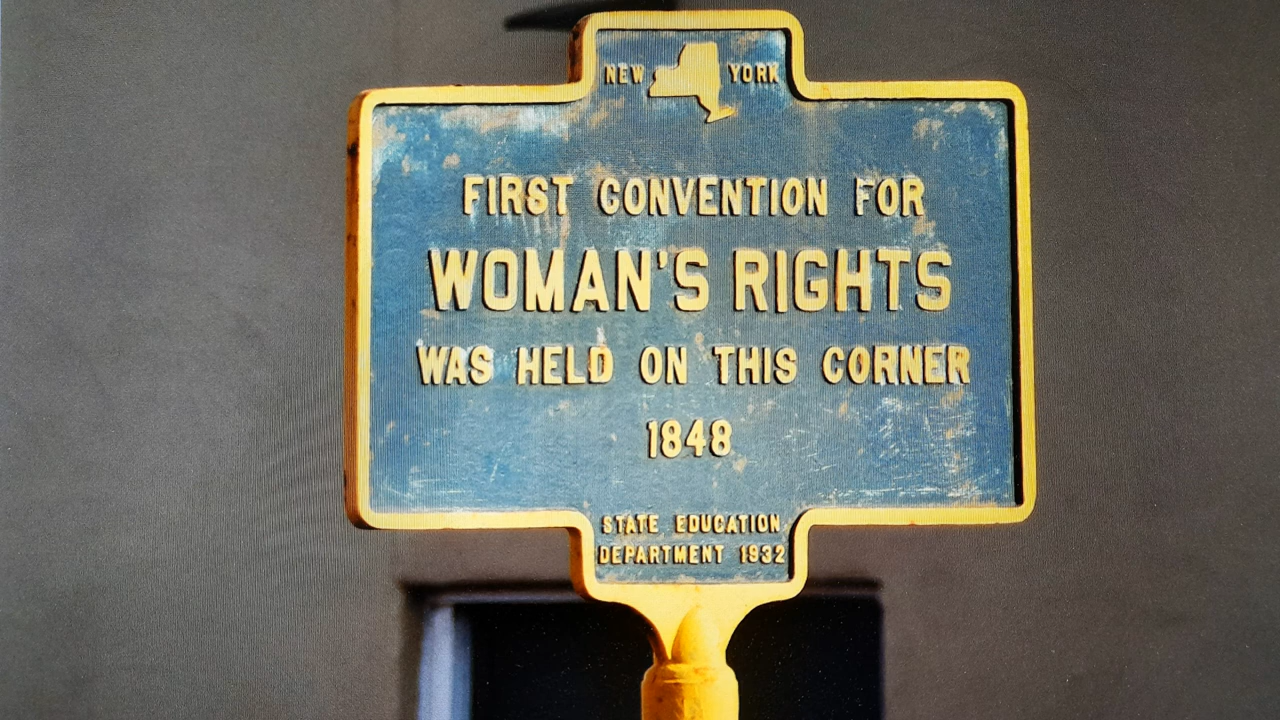 NEW YORK
FIRST CONVENTION FOR
WOMAN'S RIGHTS
WAS HELD ON THIS CORNER
1848
STATE EDUCATION
DEPARTMENT 1932